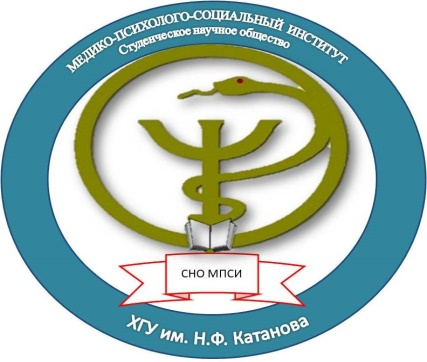 МЕДИКО-ПСИХОЛОГО-СОЦИАЛЬНЫЙ ИНСТИТУТ
Студенческое научное общество
СНО МПСИ
ХГУ им. Н.Ф. Катанова